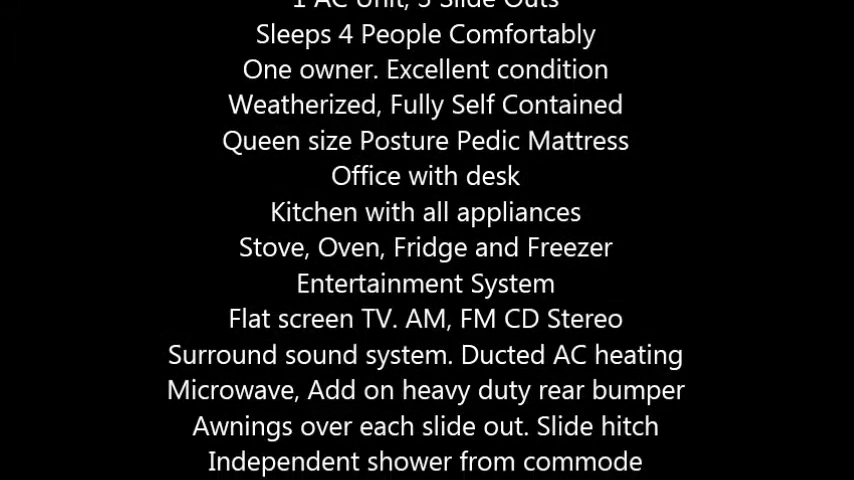 1 AC Unit, 3 Slide Outs
Sleeps 4 People Comfortably
One owner. Excellent condition
Weatherized, Fully Self Contained
Queen size Posture Pedic Mattress
Office with desk
Kitchen with all appliances
Stove, Oven, Fridge and Freezer
Entertainment System
Flat screen TV. AM, FM CD Stereo
Surround sound system. Ducted AC heating
Microwave, Add on heavy duty rear bumper
Awnings over each slide out. Slide hitch
Independent shower from commode